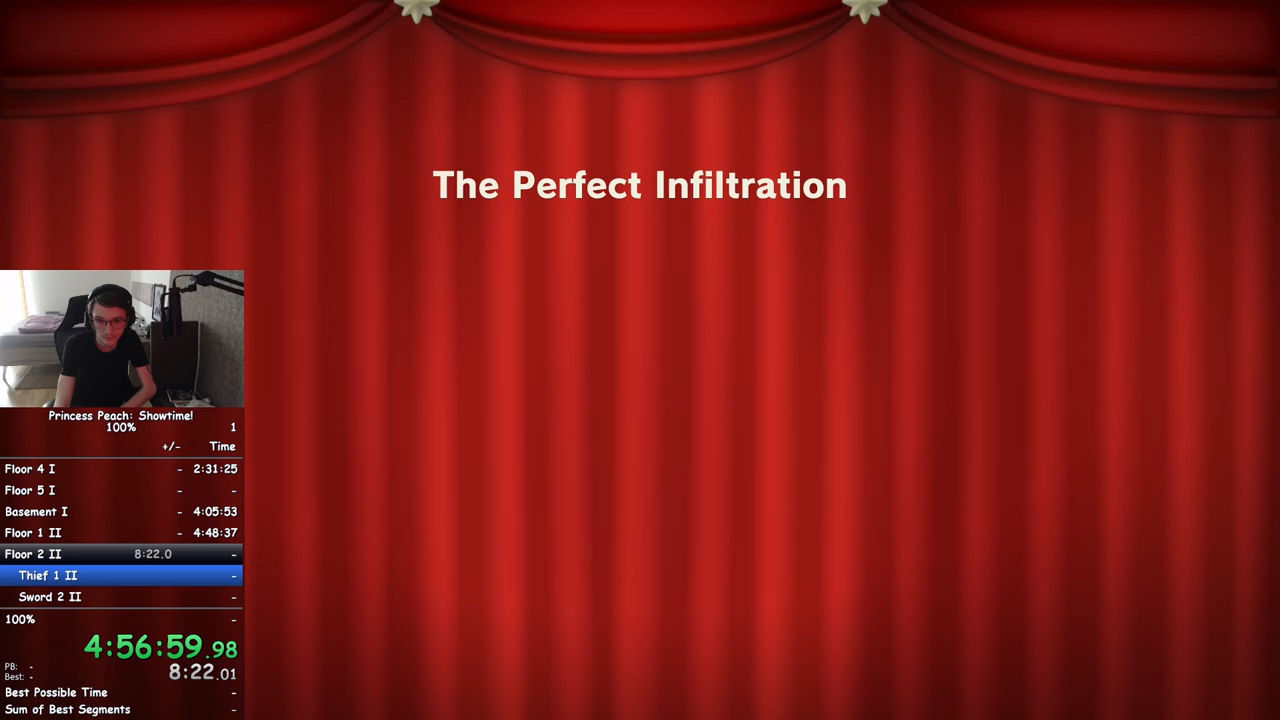 The Perfect Infiltration
Princess Peach: Showtime!
100% 1
+/- Time
Floor 4 I - 2:31:25
Floor 5 I - -
Basement I - 4:05:53
Floor 1 II - 4:48:37
Floor 2 II 8:22.0 -
Thief 1 II -
Sword 2 II -
100% -
4:56:59.98
PB: - 8:22.01
Best: -
Best Possible Time -
Sum of Best Segments -